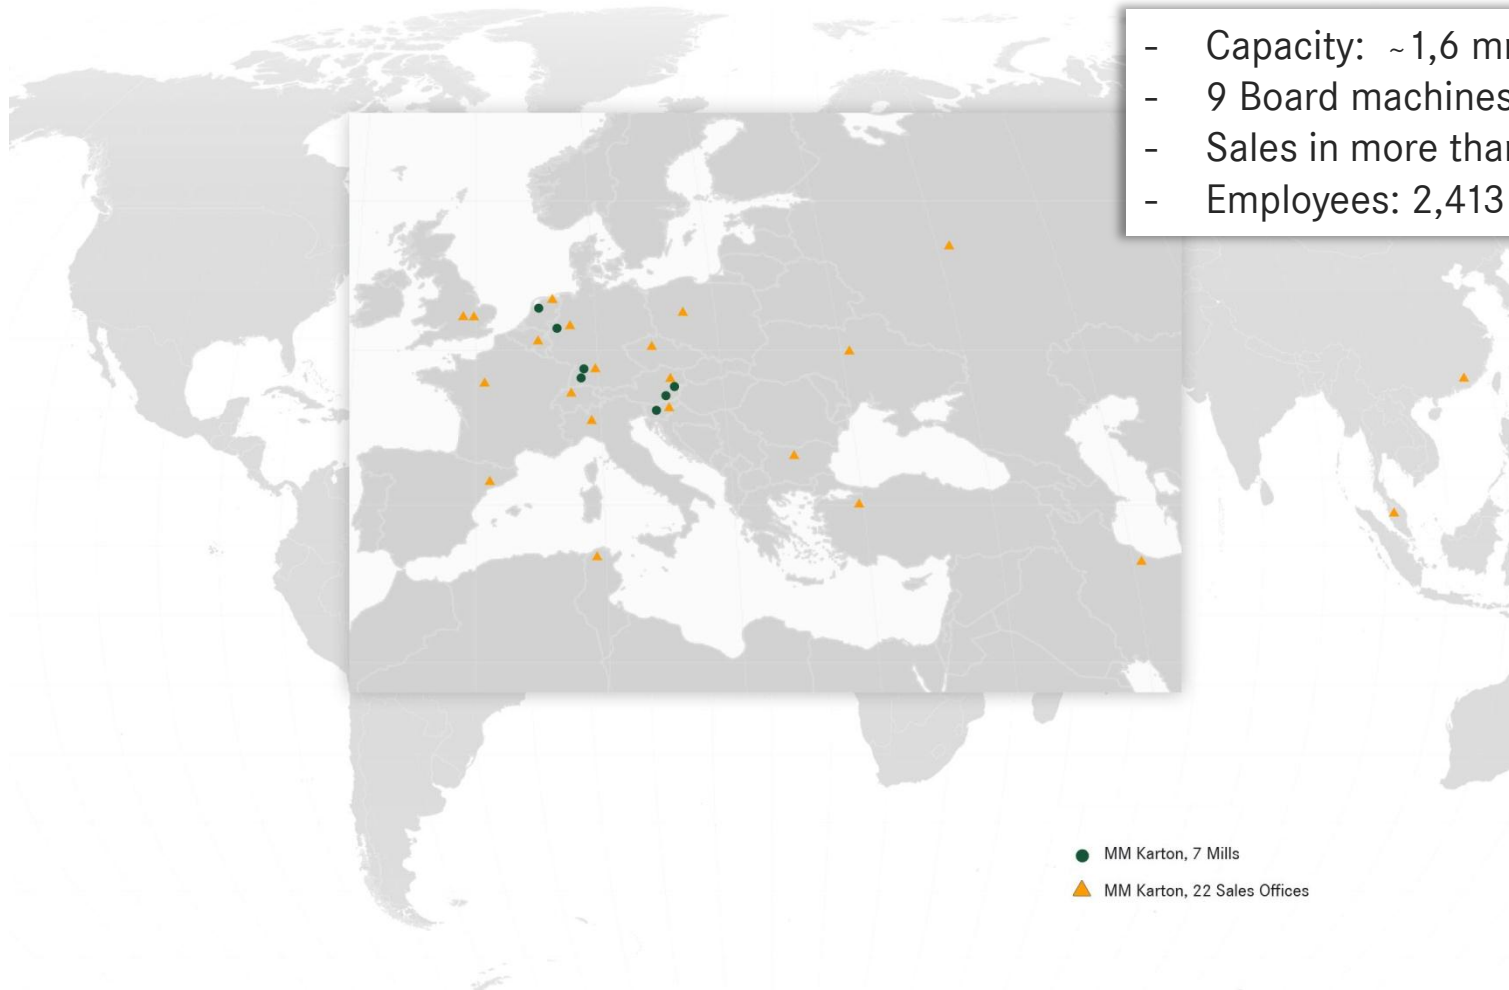 - Capacity: ~1,6
- 9 Board machines
- Sales in more than
- Employees: 2,413
MM Karton, 7 Mills
MM Karton, 22 Sales Offices